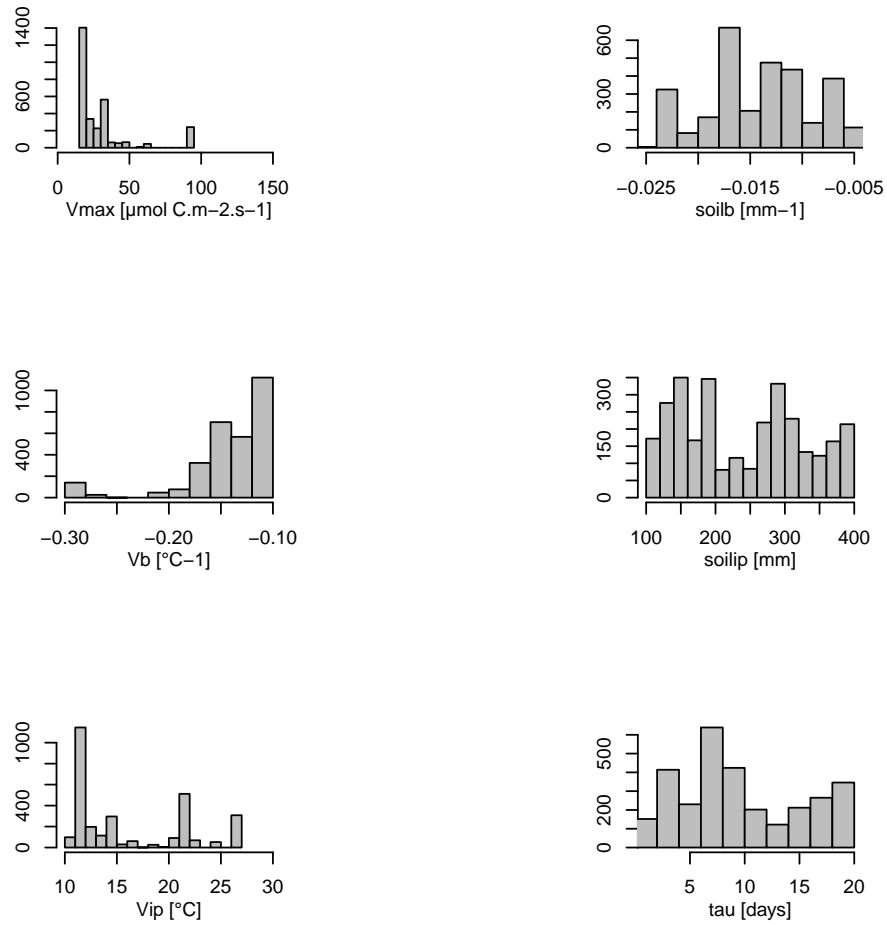 1400
600
0
0 50 100 150
Vmax [µmol C.m−2.s−1]
600
300
0
−0.025 −0.015 −0.005
soilb [mm−1]
1000
400
0
−0.30 −0.20 −0.10
Vb [°C−1]
300
150
0
100 200 300 400
soilip [mm]
1000
400
0
10 15 20 25 30
Vip [°C]
500
200
0
5 10 15 20
tau [days]